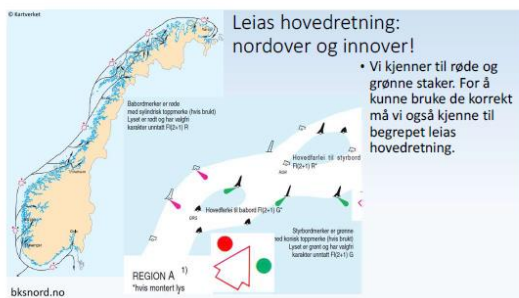 © Kartverket
Leias hovedretning:
nordover og innover!
• Vi kjenner til røde og
grønne staker. For å
kunne bruke de korrekt
må vi også kjenne til
begrepet leias
hovedretning.
Babordmerker er røde
med sylindrisk toppmerke (hvis brukt)
Lyset er rødt og har valgfri
karakter unntatt Fl(2+1) R
Hovedfarlei til styrbord
Fl(2+1) R*
Hovedfarlei til babord Fl(2+1) G*
Styrbordmerker er grønne
med konisk toppmerke (hvis brukt)
Lyset er grønt og har valgfri
karakter unntatt Fl(2+1) G
REGION A 1)
*hvis montert lys
bksnord.no